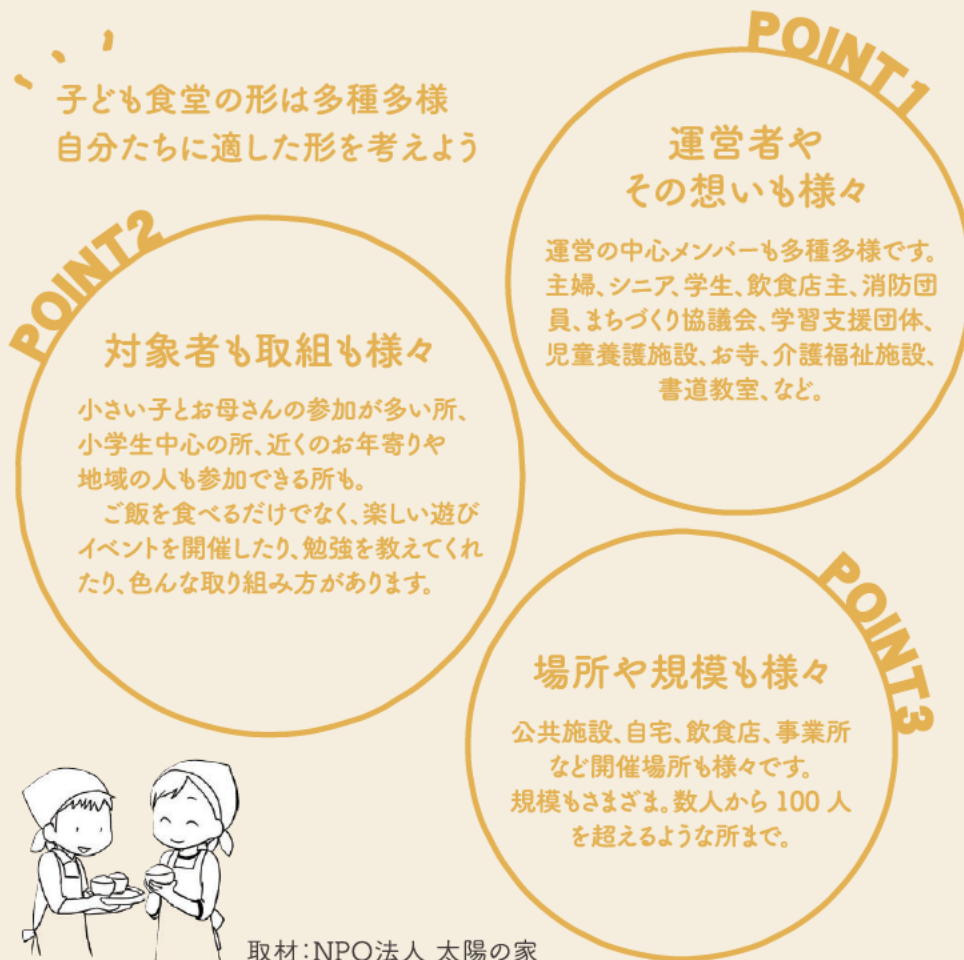 子ども食堂の形は多種多様
自分たちに適した形を考えよう
POINT1
運営者や
その想いも様々
運営の中心メンバーも多種多様です。
主婦、シニア、学生、飲食店主、消防団
員、まちづくり協議会、学習支援団体、
児童養護施設、お寺、介護福祉施設、
書道教室、など。
POINT2
対象者も取組も様々
小さい子とお母さんの参加が多い所、
小学生中心の所、近くのお年寄りや
地域の人も参加できる所も。
　ご飯を食べるだけでなく、楽しい遊び
イベントを開催したり、勉強を教えてくれ
たり、色んな取り組み方があります。
POINT3
場所や規模も様々
公共施設、自宅、飲食店、事業所
など開催場所も様々です。
規模もさまざま。数人から100人
を超えるような所まで。
取材:NPO法人 太陽の家